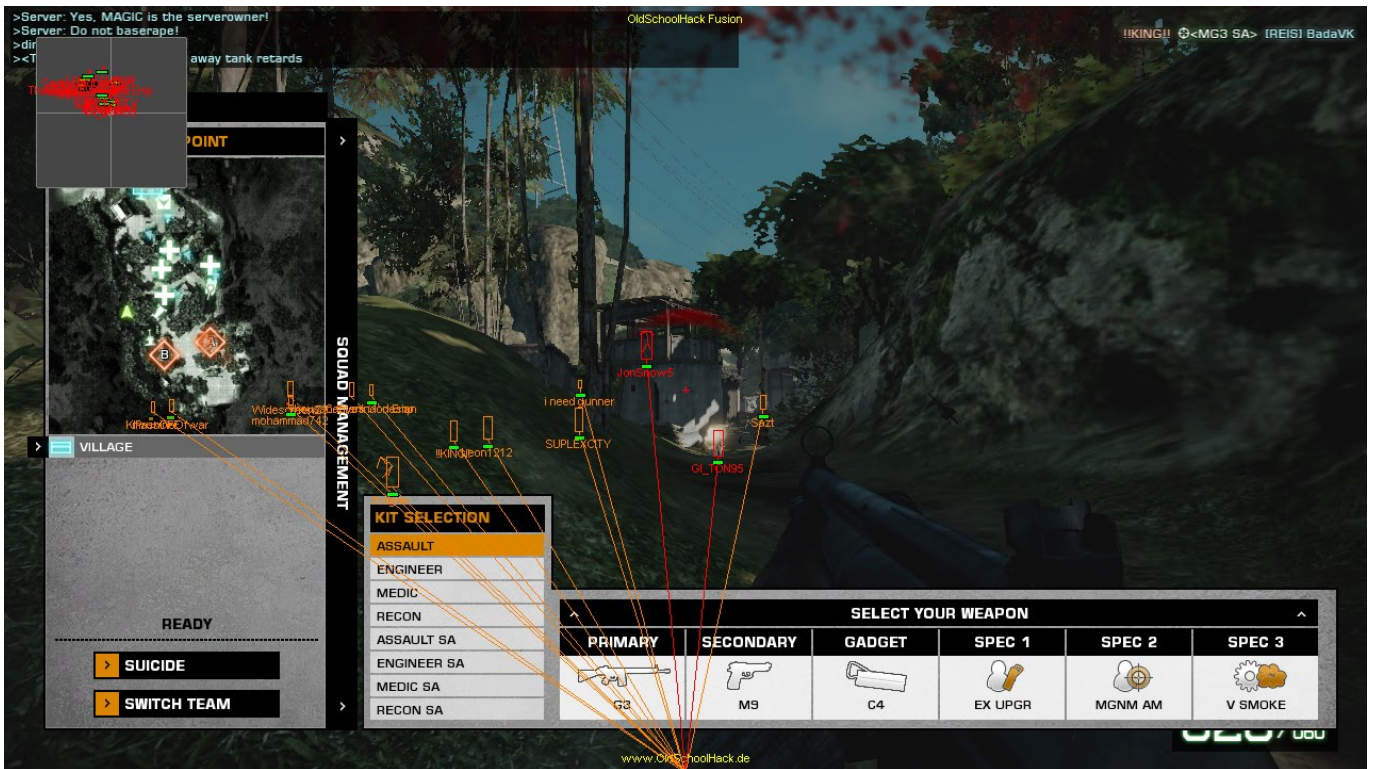 >Server: Yes, MAGIC is the serverowner!
OldSchoolHack Fusion
>Server: Do not baserape!
!!KING!! <MG3 SA> [REIS] BadaVK
>din
><T away tank retards
POINT
B
A
VILLAGE
SQUAD MANAGEMENT
JonSnow5
i need gunner
mohammad742
Sazt
SUPLEXCITY
!!KING!!
GI_TON95
KIT SELECTION
ASSAULT
ENGINEER
MEDIC
RECON
ASSAULT SA
ENGINEER SA
MEDIC SA
RECON SA
READY
SUICIDE
SWITCH TEAM
SELECT YOUR WEAPON
PRIMARY SECONDARY GADGET SPEC 1 SPEC 2 SPEC 3
G3 M9 C4 EX UPGR MGNM AM V SMOKE
/ 060
www.OldSchoolHack.de